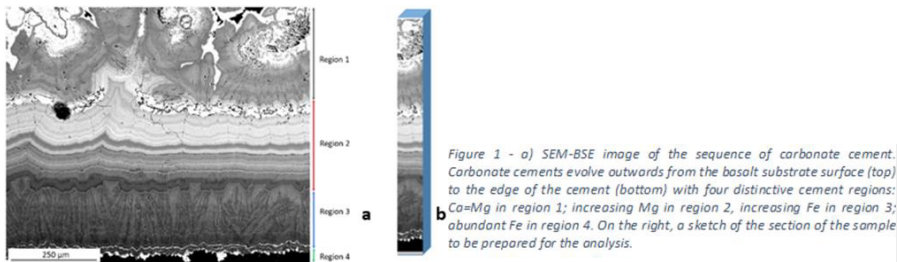 Region 1
Region 2
Region 3
Region 4
250 µm
a
b
Figure 1 - a) SEM-BSE image of the sequence of carbonate cement.
Carbonate cements evolve outwards from the basalt substrate surface (top)
to the edge of the cement (bottom) with four distinctive cement regions:
Ca=Mg in region 1; increasing Mg in region 2, increasing Fe in region 3;
abundant Fe in region 4. On the right, a sketch of the section of the sample
to be prepared for the analysis.